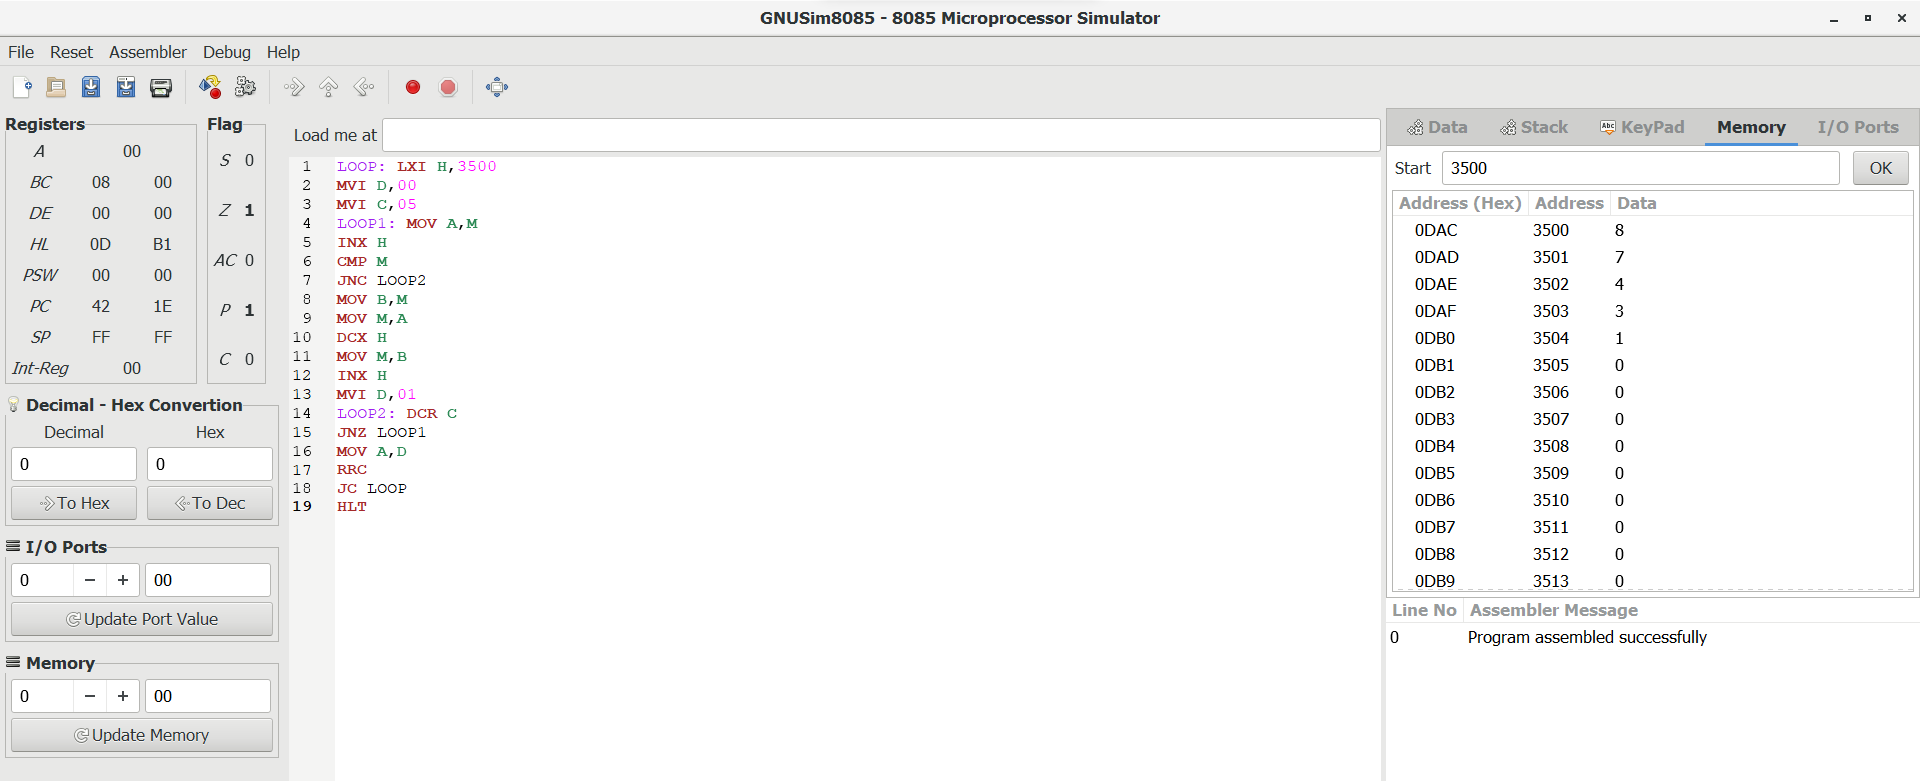 GNUSim8085 - 8085 Microprocessor Simulator
File Reset Assembler Debug Help
Registers
A 00
BC 08 00
DE 00 00
HL 0D B1
PSW 00 00
PC 42 1E
SP FF FF
Int-Reg 00
Flag
S 0
Z 1
AC 0
P 1
C 0
Decimal - Hex Convertion
Decimal Hex
0 0
To Hex To Dec
I/O Ports
0 − + 00
Update Port Value
Memory
0 − + 00
Update Memory
Load me at
1 LOOP: LXI H,3500
2 MVI D,00
3 MVI C,05
4 LOOP1: MOV A,M
5 INX H
6 CMP M
7 JNC LOOP2
8 MOV B,M
9 MOV M,A
10 DCX H
11 MOV M,B
12 INX H
13 MVI D,01
14 LOOP2: DCR C
15 JNZ LOOP1
16 MOV A,D
17 RRC
18 JC LOOP
19 HLT
Data Stack Abc KeyPad Memory I/O Ports
Start 3500 OK
Address (Hex) Address Data
0DAC 3500 8
0DAD 3501 7
0DAE 3502 4
0DAF 3503 3
0DB0 3504 1
0DB1 3505 0
0DB2 3506 0
0DB3 3507 0
0DB4 3508 0
0DB5 3509 0
0DB6 3510 0
0DB7 3511 0
0DB8 3512 0
0DB9 3513 0
Line No Assembler Message
0 Program assembled successfully